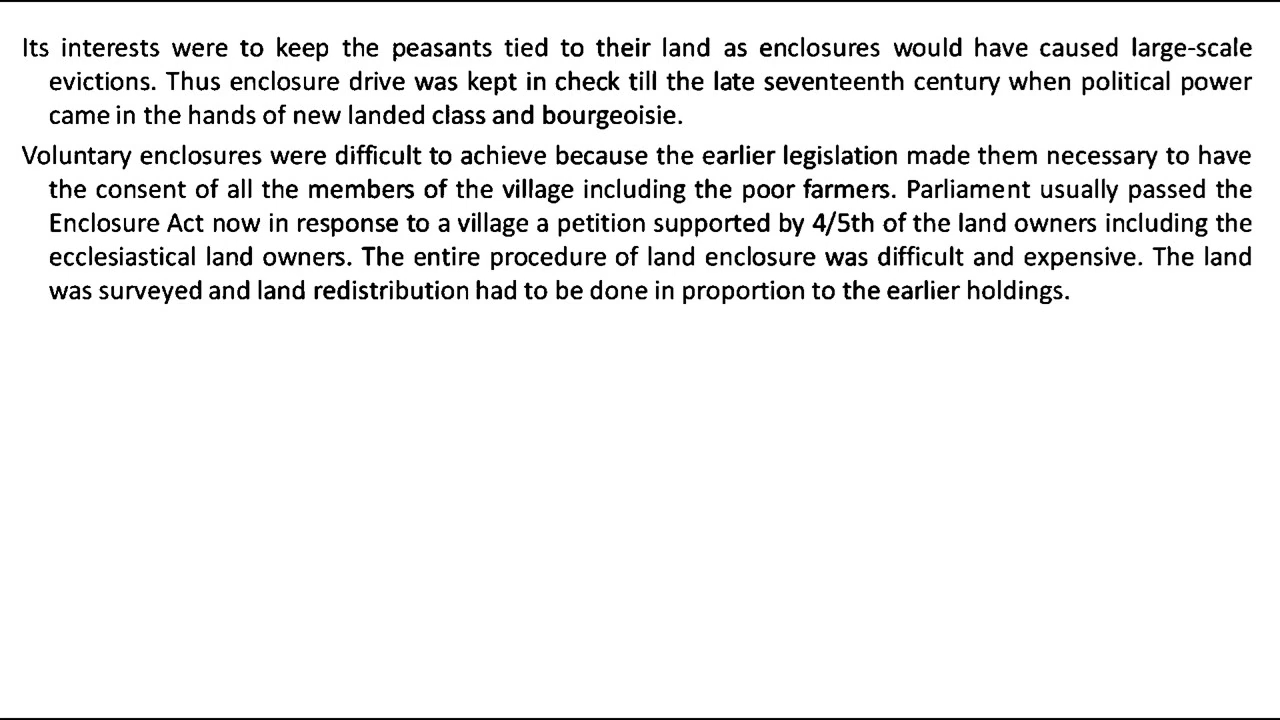 Its interests were to keep the peasants tied to their land as enclosures would have caused large-scale
evictions. Thus enclosure drive was kept in check till the late seventeenth century when political power
came in the hands of new landed class and bourgeoisie.
Voluntary enclosures were difficult to achieve because the earlier legislation made them necessary to have
the consent of all the members of the village including the poor farmers. Parliament usually passed the
Enclosure Act now in response to a village a petition supported by 4/5th of the land owners including the
ecclesiastical land owners. The entire procedure of land enclosure was difficult and expensive. The land
was surveyed and land redistribution had to be done in proportion to the earlier holdings.